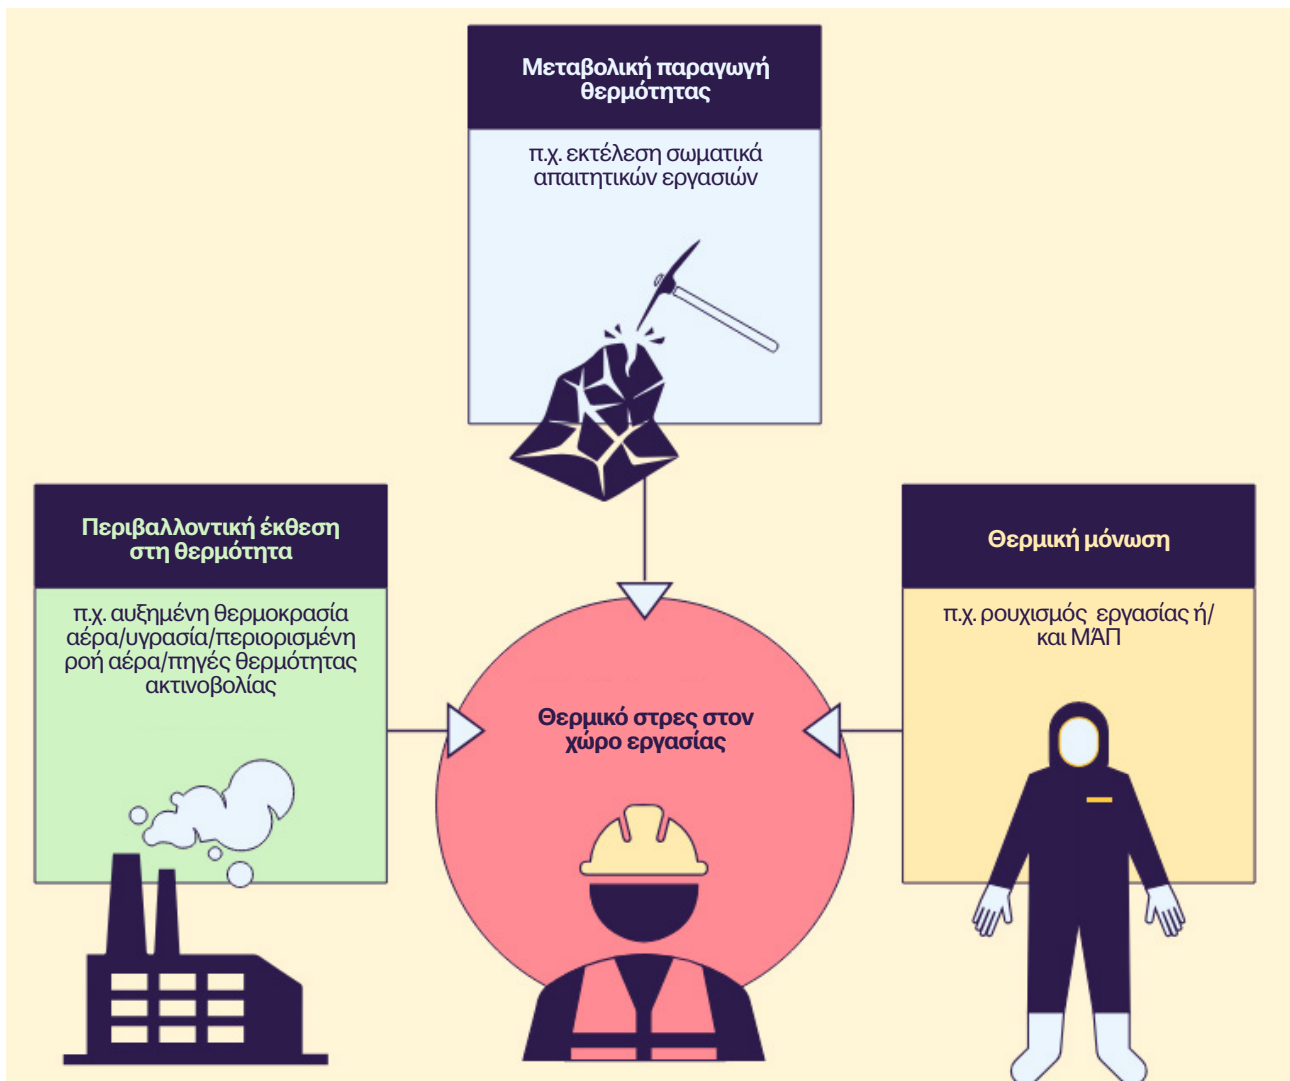 Μεταβολική παραγωγή
θερμότητας
π.χ. εκτέλεση σωματικά
απαιτητικών εργασιών
Περιβαλλοντική έκθεση
στη θερμότητα
π.χ. αυξημένη θερμοκρασία
αέρα/υγρασία/περιορισμένη
ροή αέρα/πηγές θερμότητας
ακτινοβολίας
Θερμική μόνωση
π.χ. ρουχισμός εργασίας ή/
και ΜΆΠ
Θερμικό στρες στον
χώρο εργασίας